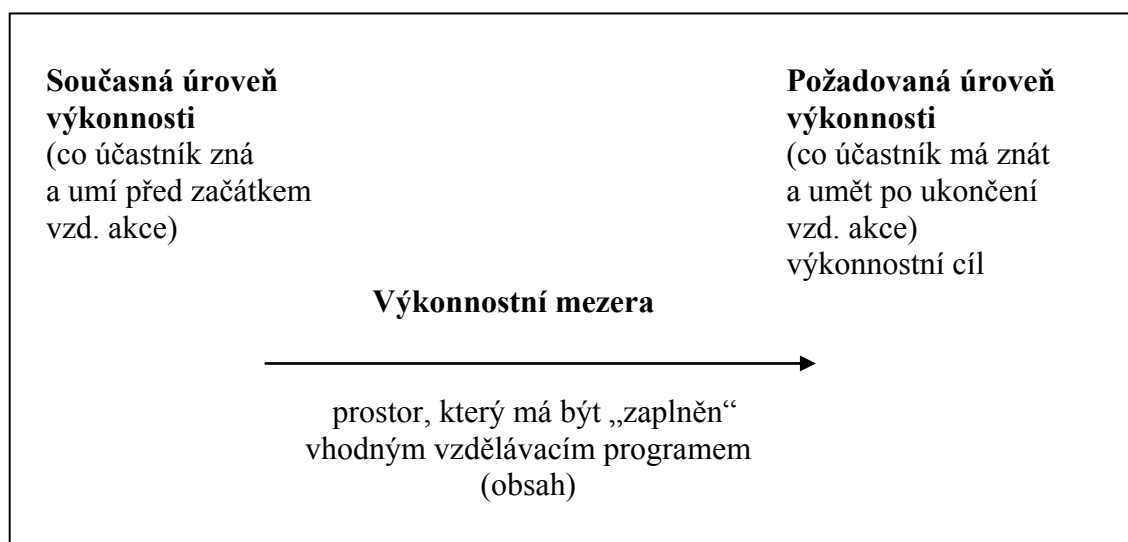 Současná úroveň
výkonnosti
(co účastník zná
a umí před začátkem
vzd. akce)
Požadovaná úroveň
výkonnosti
(co účastník má znát
a umět po ukončení
vzd. akce)
výkonnostní cíl
Výkonnostní mezera
prostor, který má být „zaplněn“
vhodným vzdělávacím programem
(obsah)